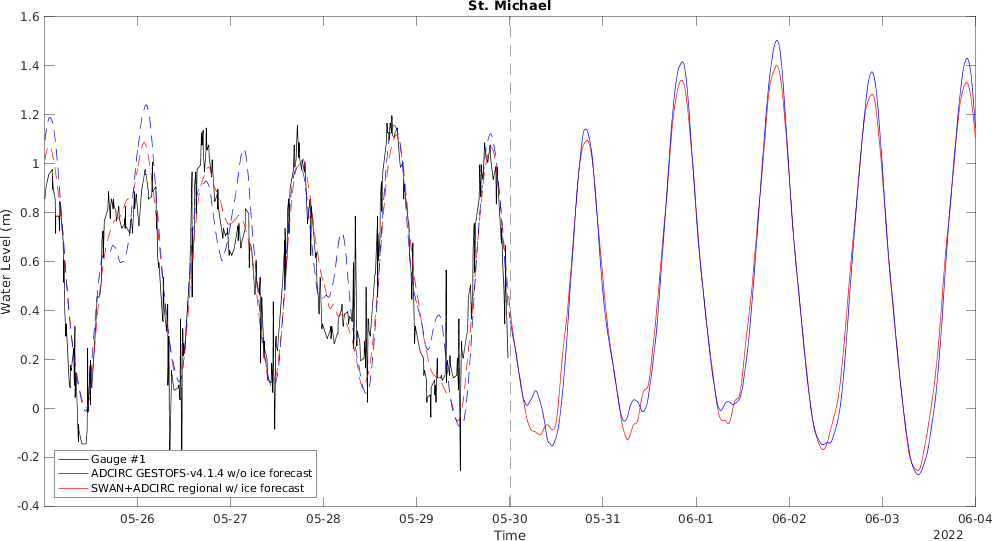 St. Michael
1.6
1.4
1.2
1
0.8
0.6
0.4
0.2
0
-0.2
-0.4
Water Level (m)
Gauge #1
ADCIRC GESTOFS-v4.1.4 w/o ice forecast
SWAN+ADCIRC regional w/ ice forecast
05-26 05-27 05-28 05-29 05-30 05-31 06-01 06-02 06-03 06-04
Time
2022